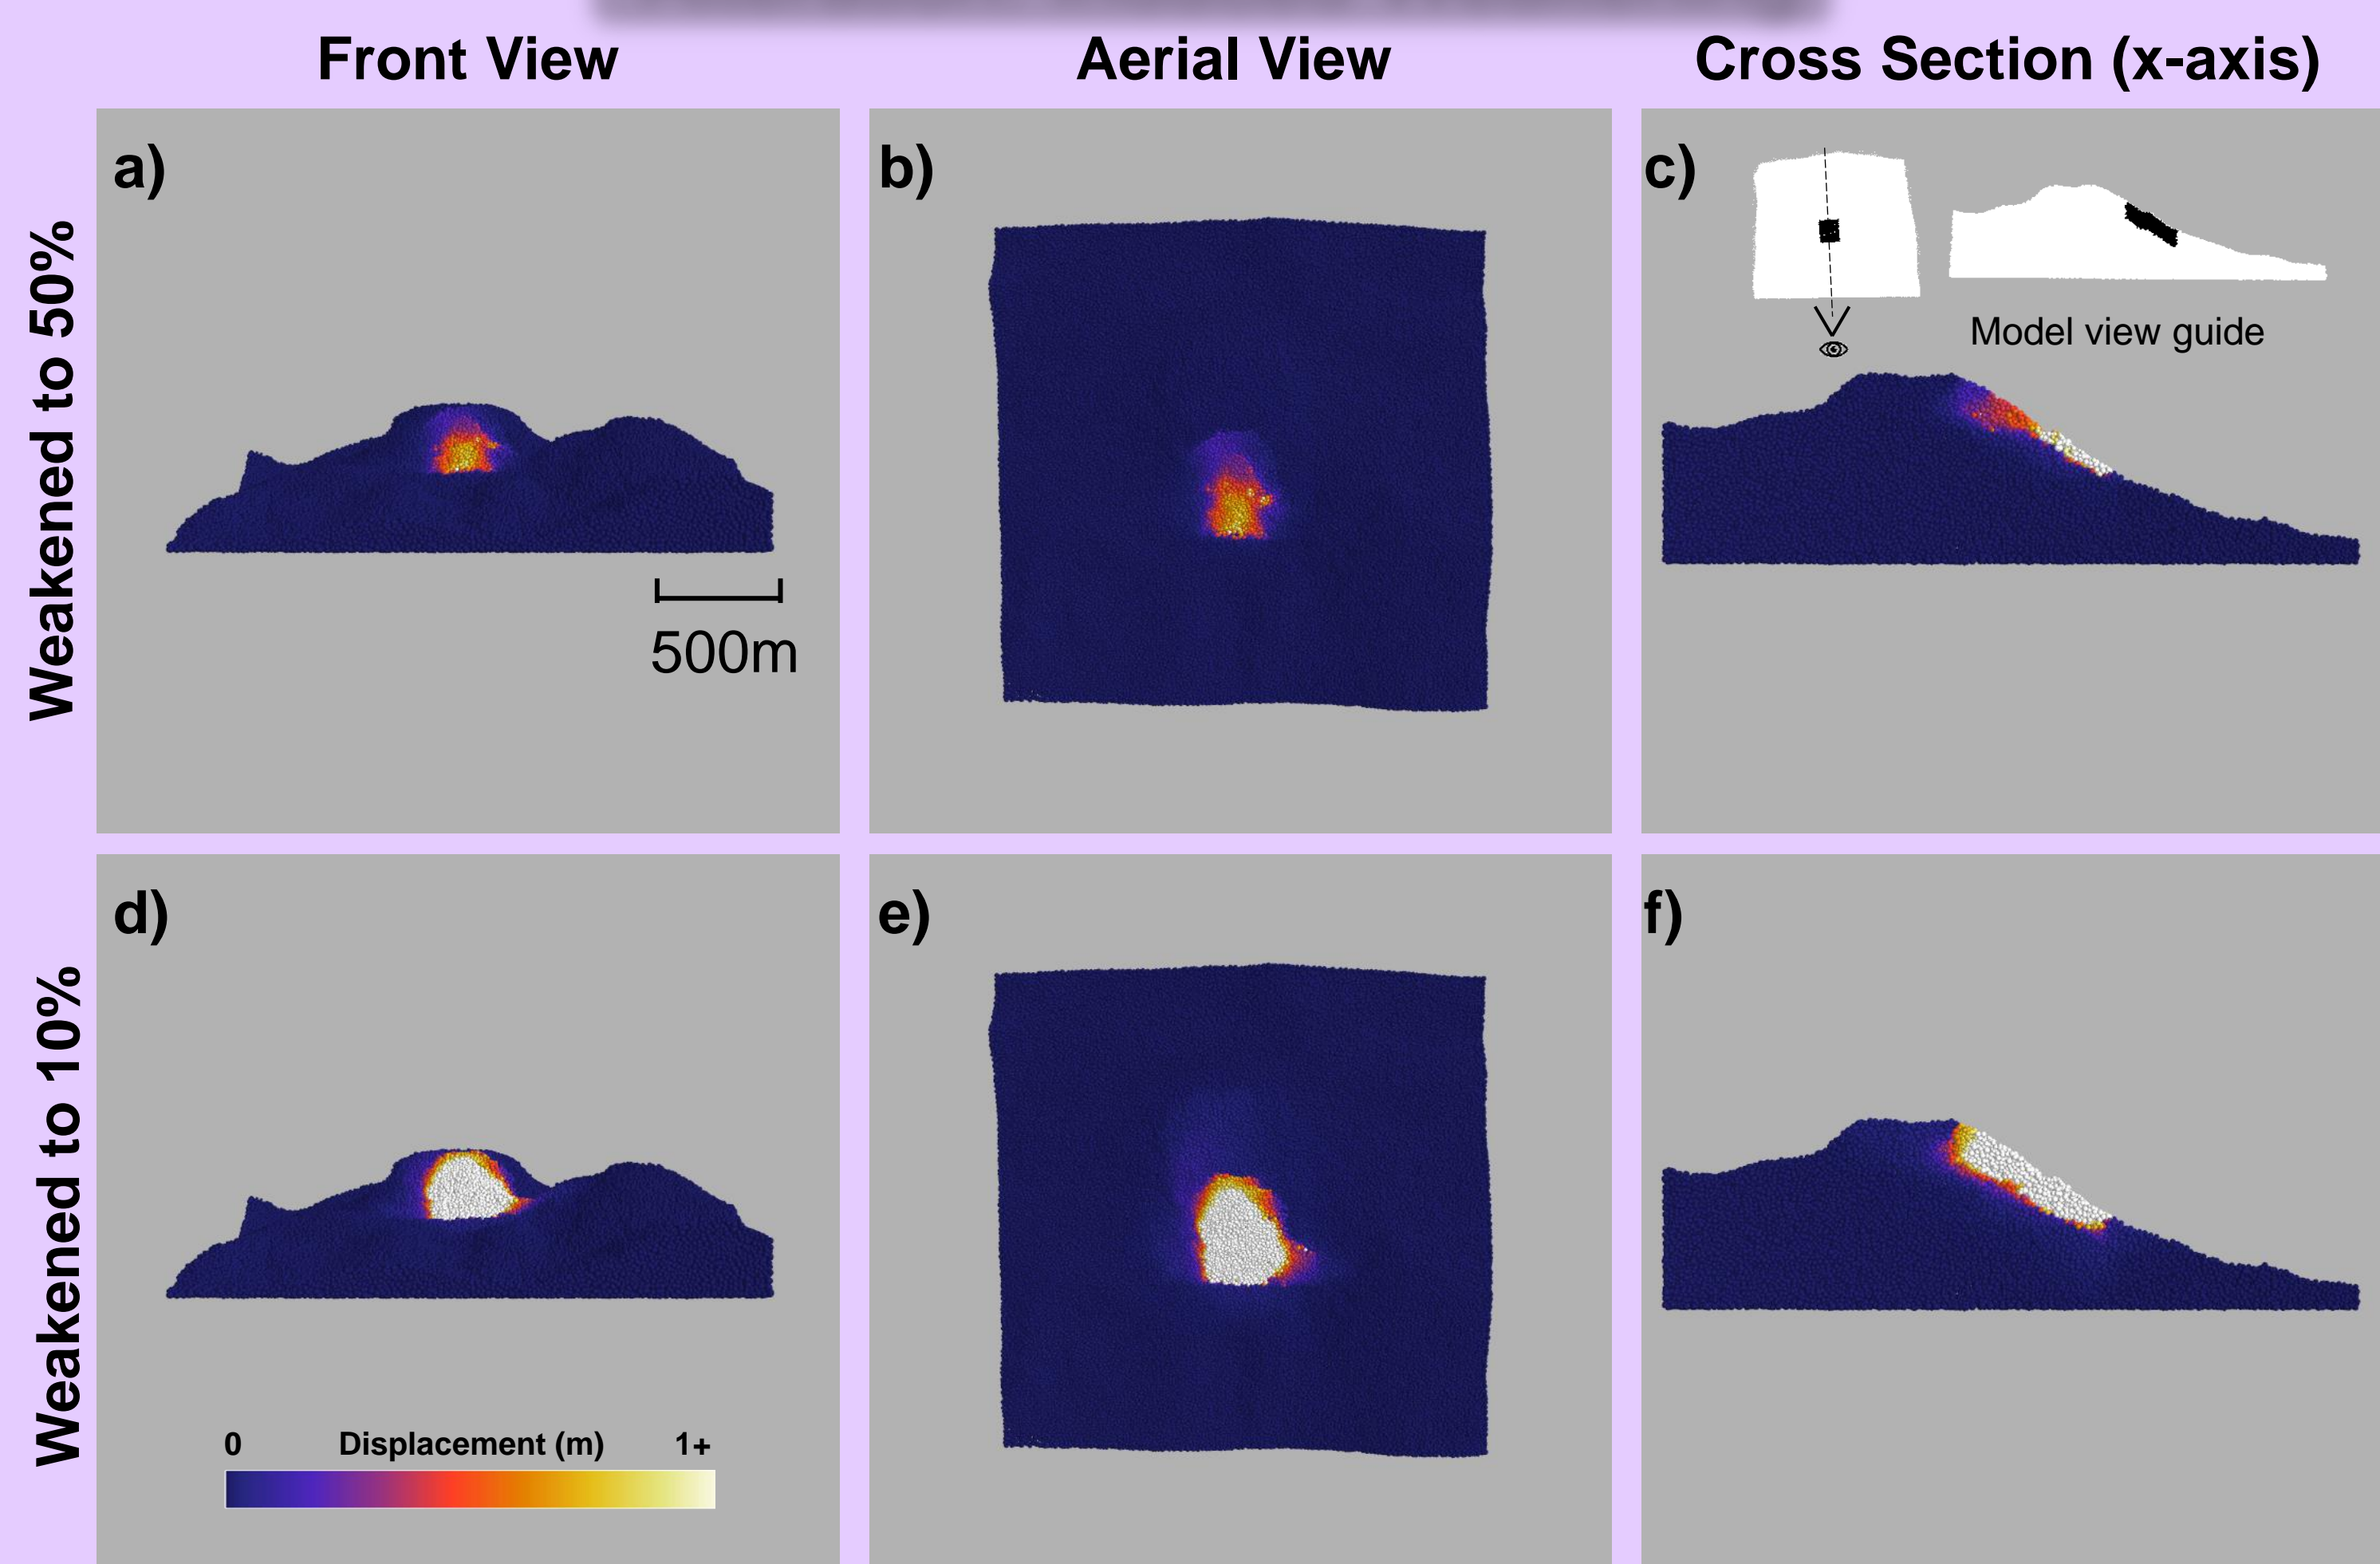 Front View
Aerial View
Cross Section (x-axis)
Weakened to 50%
a)
b)
c)
Model view guide
500m
Weakened to 10%
d)
e)
f)
0 Displacement (m) 1+